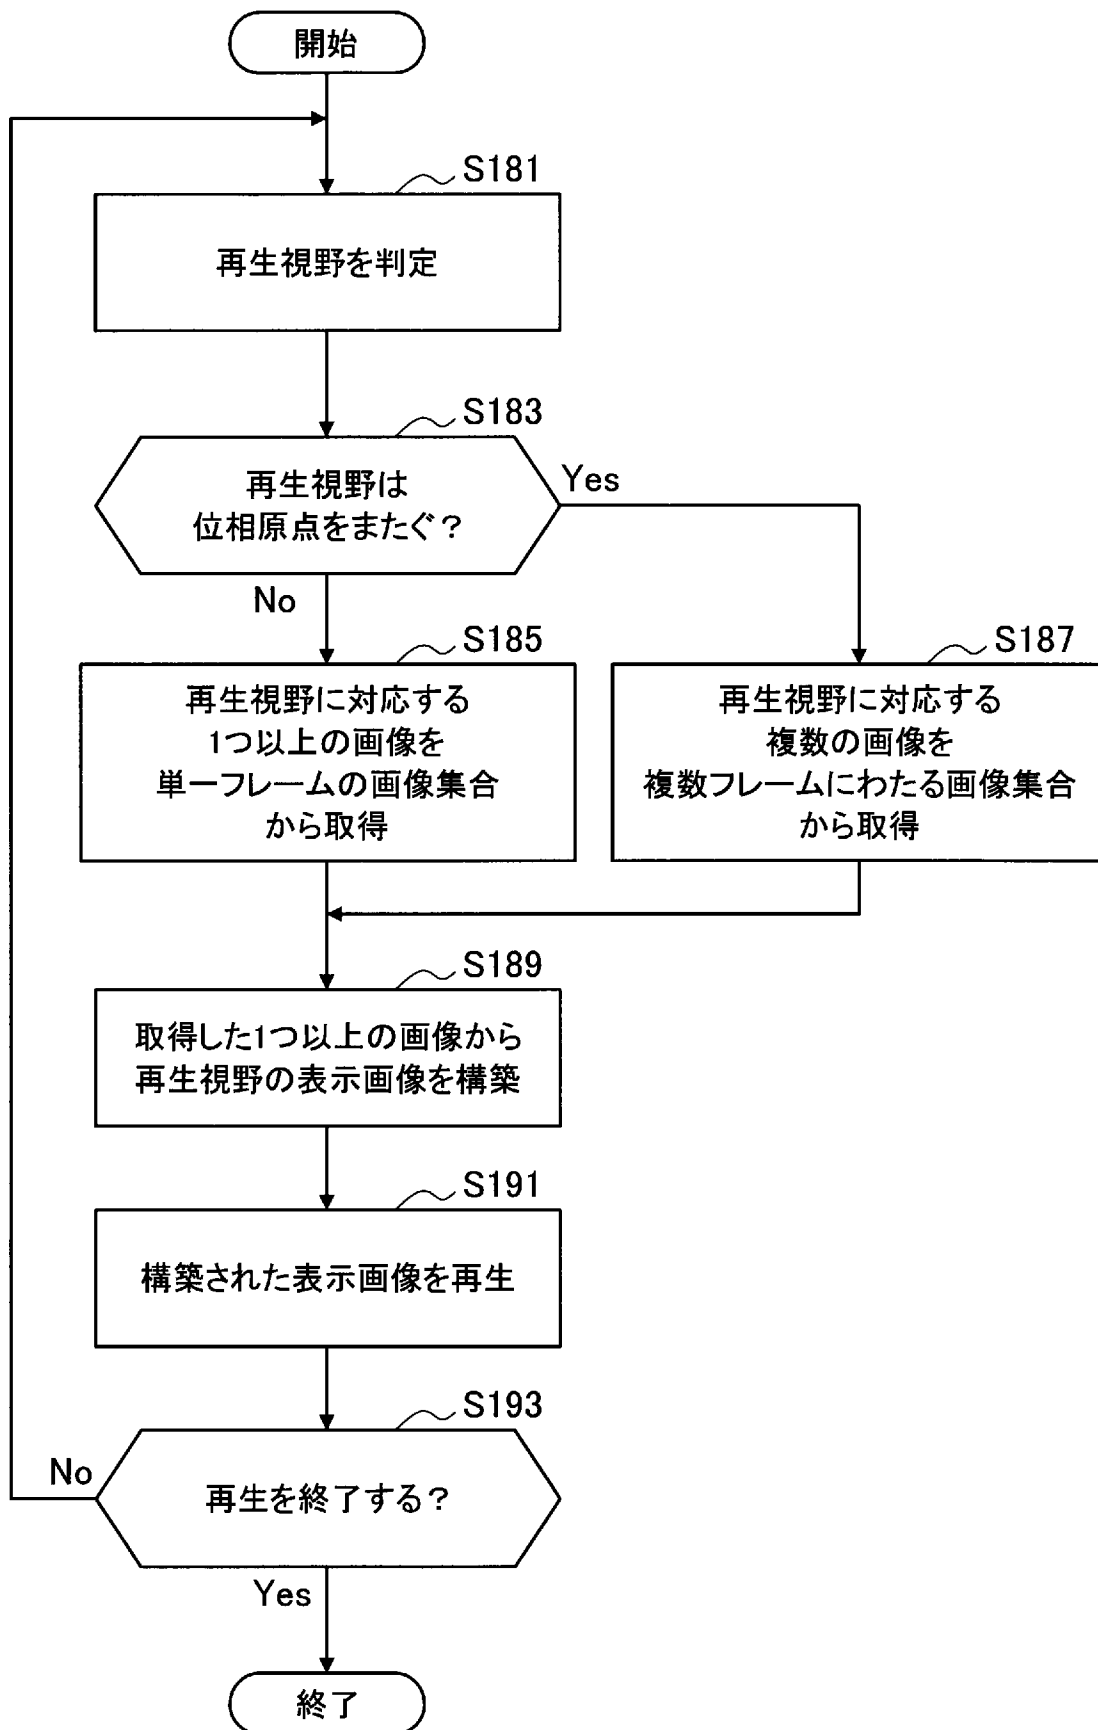 開始
S181
再生視野を判定
S183
再生視野は
位相原点をまたぐ?
Yes
No
S185
再生視野に対応する
1つ以上の画像を
単一フレームの画像集合
から取得
S187
再生視野に対応する
複数の画像を
複数フレームにわたる画像集合
から取得
S189
取得した1つ以上の画像から
再生視野の表示画像を構築
S191
構築された表示画像を再生
S193
再生を終了する?
No
Yes
終了